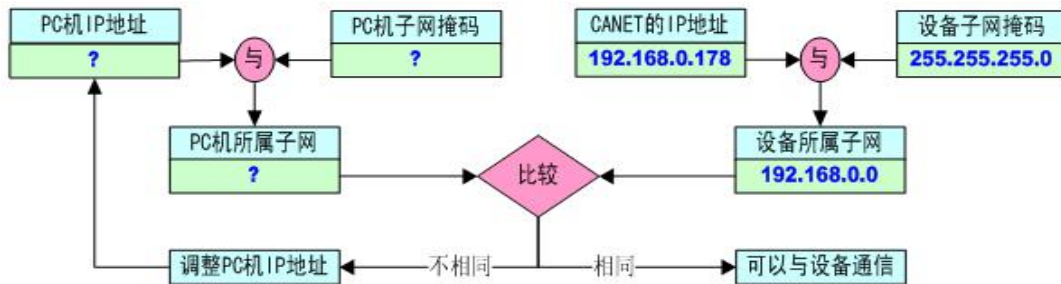 PC机IP地址
?
与
PC机子网掩码
?
CANET的IP地址
192.168.0.178
与
设备子网掩码
255.255.255.0
PC机所属子网
?
比较
设备所属子网
192.168.0.0
调整PC机IP地址
不相同
相同
可以与设备通信